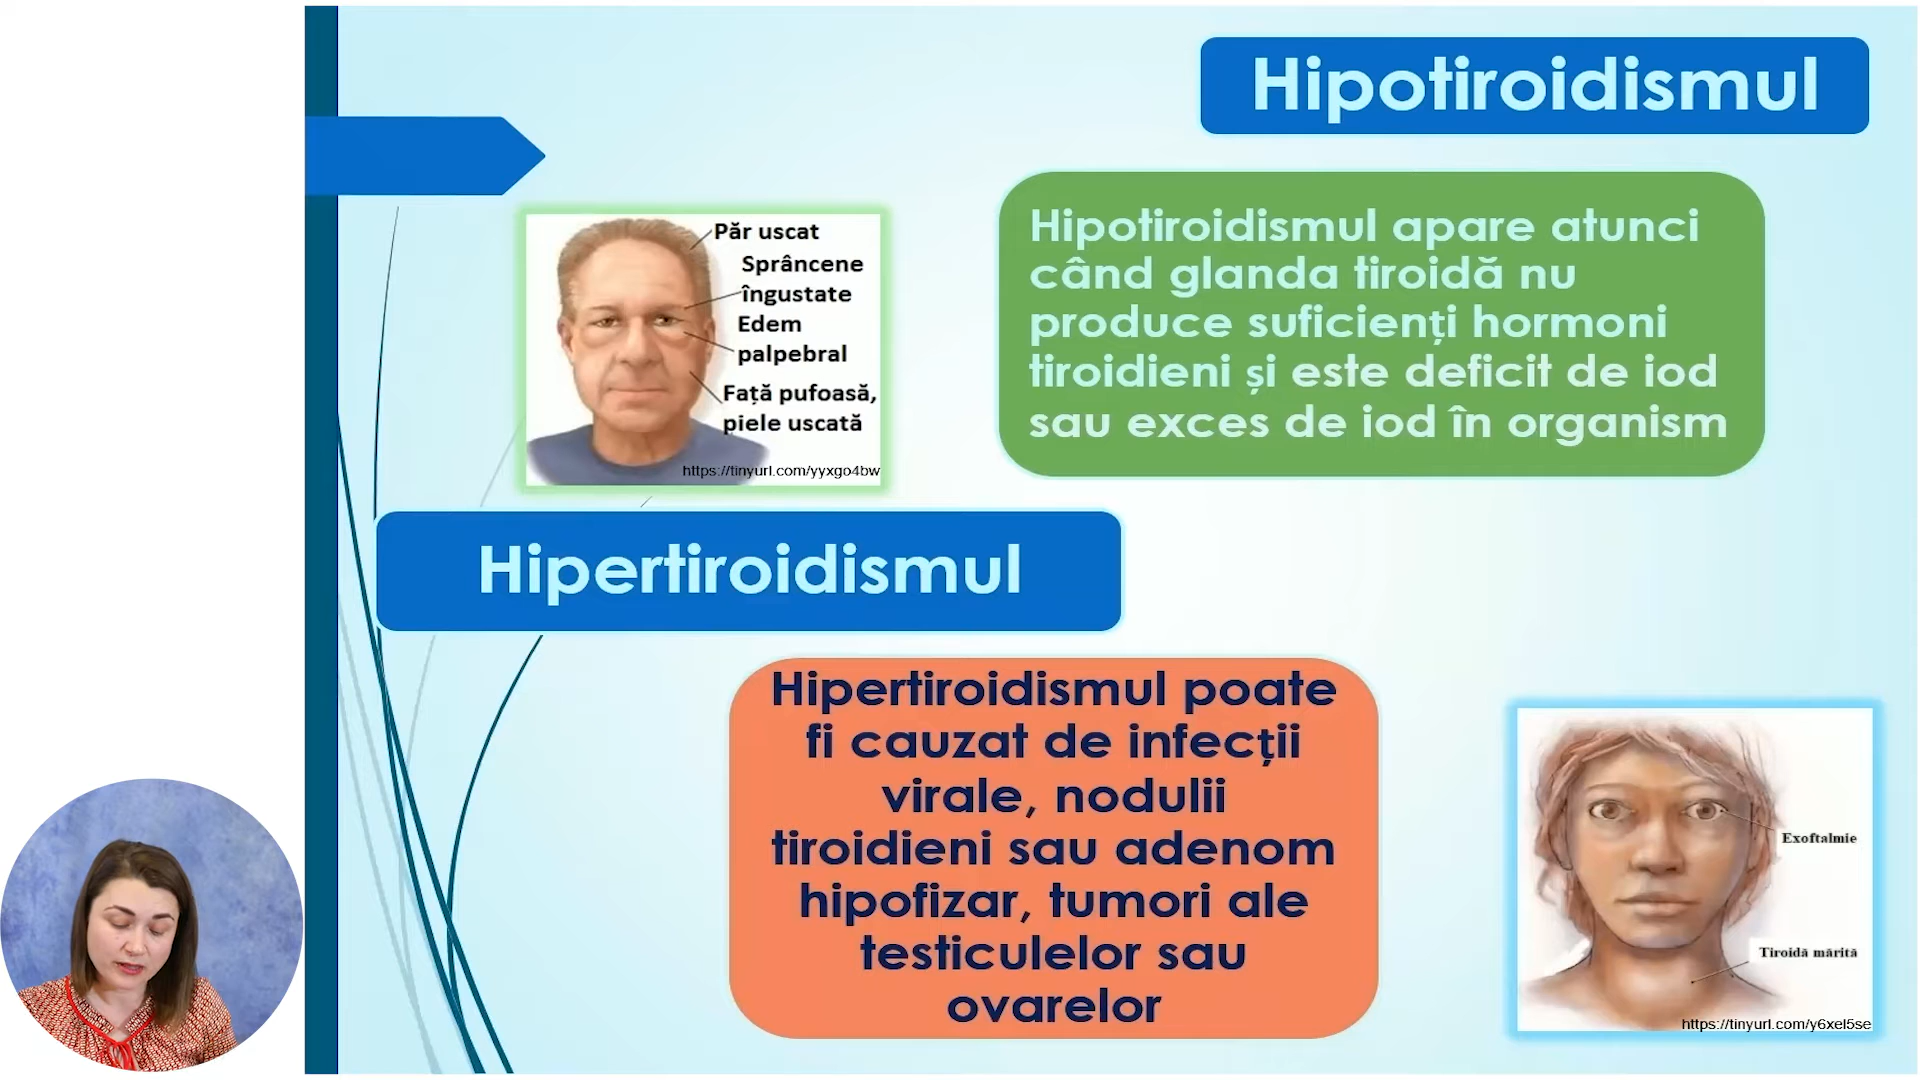 Hipotiroidismul
Păr uscat
Sprâncene
îngustate
Edem
palpebral
Față pufoasă,
piele uscată
https://tinyurl.com/yyxgo4bw
Hipotiroidismul apare atunci
când glanda tiroidă nu
produce suficienți hormoni
tiroidieni și este deficit de iod
sau exces de iod în organism
Hipertiroidismul
Hipertiroidismul poate
fi cauzat de infecții
virale, nodulii
tiroidieni sau adenom
hipofizar, tumori ale
testiculelor sau
ovarelor
Exoftalmie
Tiroidă mărită
https://tinyurl.com/y6xel5se